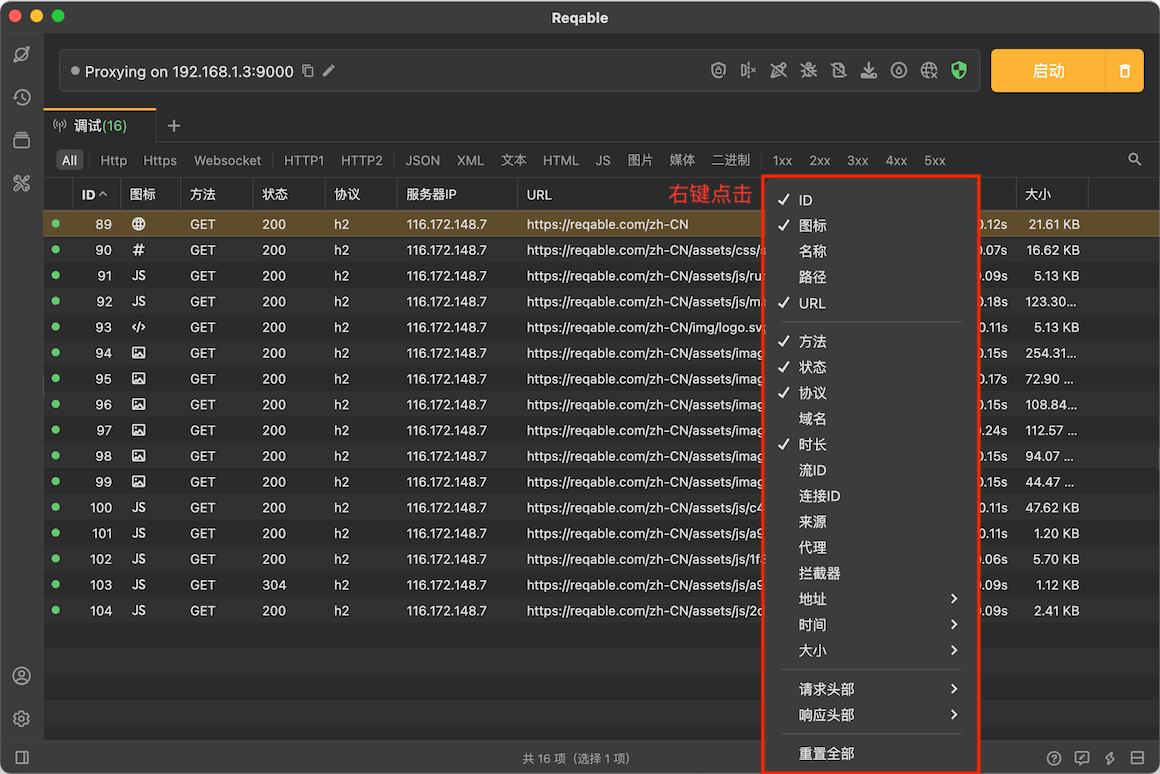 Reqable
Proxying on 192.168.1.3:9000
启动
调试(16)
All Http Https Websocket HTTP1 HTTP2 JSON XML 文本 HTML JS 图片 媒体 二进制 1xx 2xx 3xx 4xx 5xx
ID 图标 方法 状态 协议 服务器IP URL 右键点击 大小
89 GET 200 h2 116.172.148.7 https://reqable.com/zh-CN 0.12s 21.61 KB
90 # GET 200 h2 116.172.148.7 https://reqable.com/zh-CN/assets/css/ 0.07s 16.62 KB
91 JS GET 200 h2 116.172.148.7 https://reqable.com/zh-CN/assets/js/ru 0.09s 5.13 KB
92 JS GET 200 h2 116.172.148.7 https://reqable.com/zh-CN/assets/js/ma 0.18s 123.30...
93 </> GET 200 h2 116.172.148.7 https://reqable.com/zh-CN/img/logo.sv 0.11s 5.13 KB
94 GET 200 h2 116.172.148.7 https://reqable.com/zh-CN/assets/imag 0.15s 254.31...
95 GET 200 h2 116.172.148.7 https://reqable.com/zh-CN/assets/imag 0.17s 72.90 ...
96 GET 200 h2 116.172.148.7 https://reqable.com/zh-CN/assets/imag 0.15s 108.84...
97 GET 200 h2 116.172.148.7 https://reqable.com/zh-CN/assets/imag 0.24s 112.57 ...
98 GET 200 h2 116.172.148.7 https://reqable.com/zh-CN/assets/imag 0.15s 94.07 ...
99 GET 200 h2 116.172.148.7 https://reqable.com/zh-CN/assets/imag 0.15s 44.47 ...
100 JS GET 200 h2 116.172.148.7 https://reqable.com/zh-CN/assets/js/c4 0.11s 47.62 KB
101 JS GET 200 h2 116.172.148.7 https://reqable.com/zh-CN/assets/js/a9 0.11s 1.20 KB
102 JS GET 200 h2 116.172.148.7 https://reqable.com/zh-CN/assets/js/1f 0.06s 5.70 KB
103 JS GET 304 h2 116.172.148.7 https://reqable.com/zh-CN/assets/js/a9 0.09s 1.12 KB
104 JS GET 200 h2 116.172.148.7 https://reqable.com/zh-CN/assets/js/2c 0.09s 2.41 KB
ID
图标
名称
路径
URL
方法
状态
协议
域名
时长
流ID
连接ID
来源
代理
拦截器
地址
时间
大小
请求头部
响应头部
重置全部
共 16 项（选择 1 项）